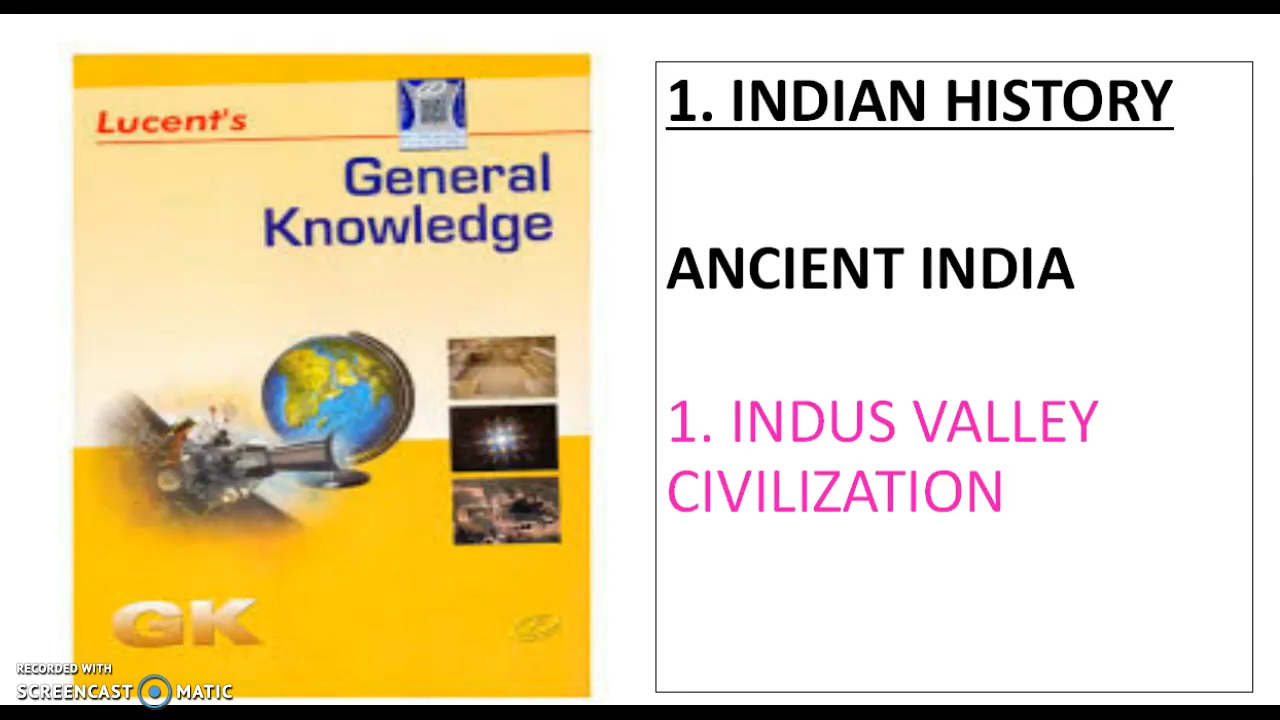 Lucent's
General
Knowledge
GK
1. INDIAN HISTORY
ANCIENT INDIA
1. INDUS VALLEY
CIVILIZATION
RECORDED WITH
SCREENCAST MATIC